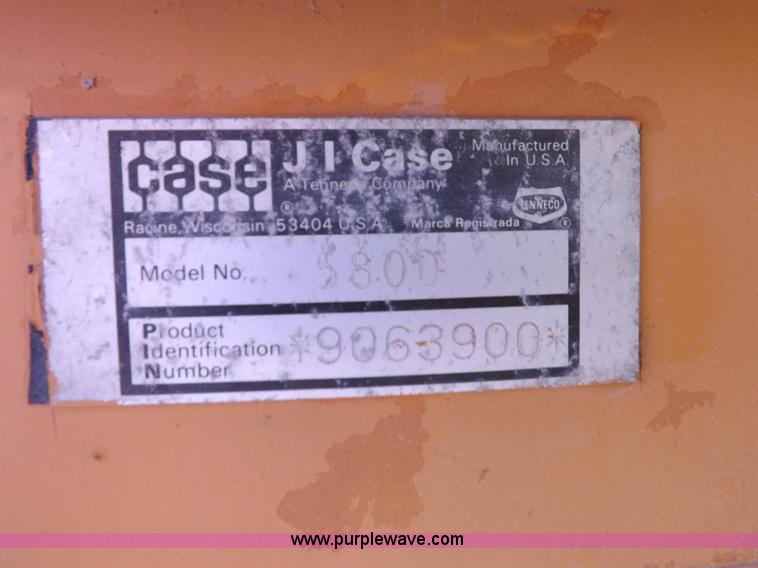 case
J I Case
A Tenneco Company
Manufactured
In U.S.A.
®
TENNECO
Racine, Wisconsin 53404 U.S.A. Marca Registrada ®
Model No. 580D
Product
Identification *9063900*
Number
www.purplewave.com